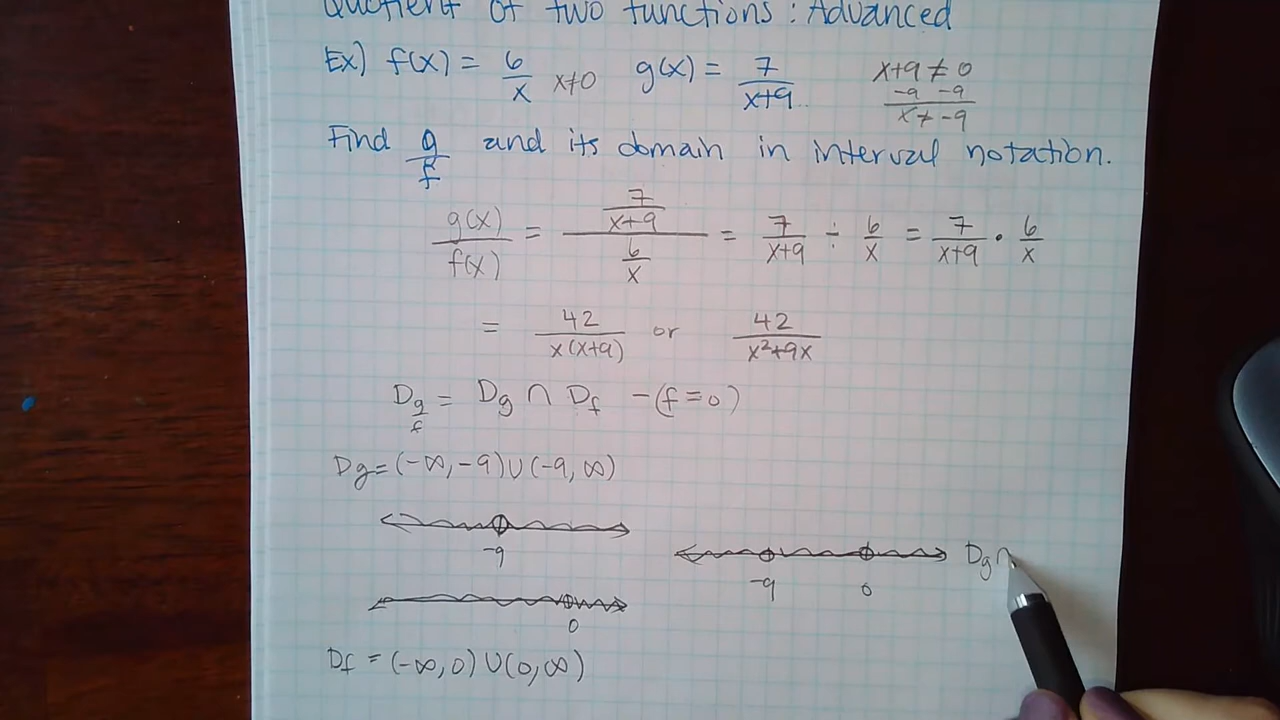 Quotient of two functions: Advanced
Ex) f(x) = 6/x x≠0 g(x) = 7/(x+9) x+9 ≠ 0
-9 -9
x ≠ -9
Find g/f and its domain in interval notation.
g(x)/f(x) = (7/(x+9))/(6/x) = 7/(x+9) ÷ 6/x = 7/(x+9) · 6/x
= 42/(x(x+9)) or 42/(x²+9x)
D_(g/f) = Dg ∩ Df -(f=0)
Dg = (-∞, -9)∪(-9, ∞)
-9
-9 0 Dg ∩
0
Df = (-∞, 0) ∪(0, ∞)